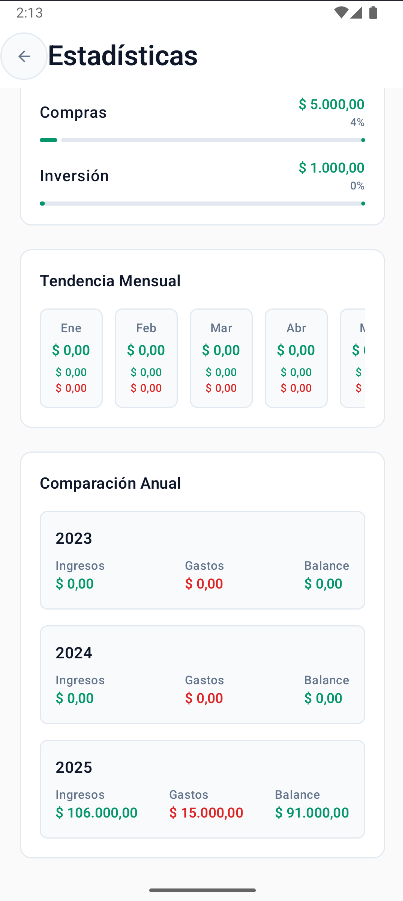 2:13
Estadísticas
Compras
$ 5.000,00
4%
Inversión
$ 1.000,00
0%
Tendencia Mensual
Ene Feb Mar Abr
$ 0,00 $ 0,00 $ 0,00 $ 0,00 $
$ 0,00 $ 0,00 $ 0,00 $ 0,00 $
$ 0,00 $ 0,00 $ 0,00 $ 0,00 $
Comparación Anual
2023
Ingresos Gastos Balance
$ 0,00 $ 0,00 $ 0,00
2024
Ingresos Gastos Balance
$ 0,00 $ 0,00 $ 0,00
2025
Ingresos Gastos Balance
$ 106.000,00 $ 15.000,00 $ 91.000,00